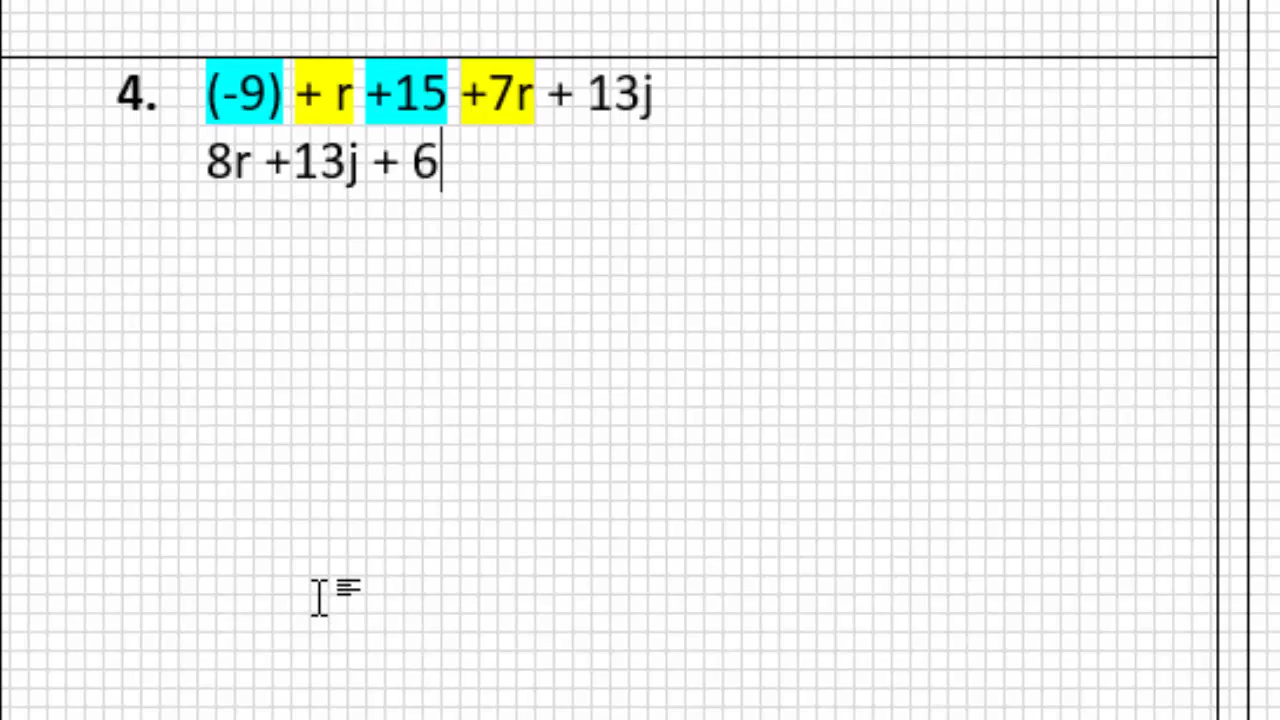 4. (-9) + r +15 +7r + 13j
8r +13j + 6